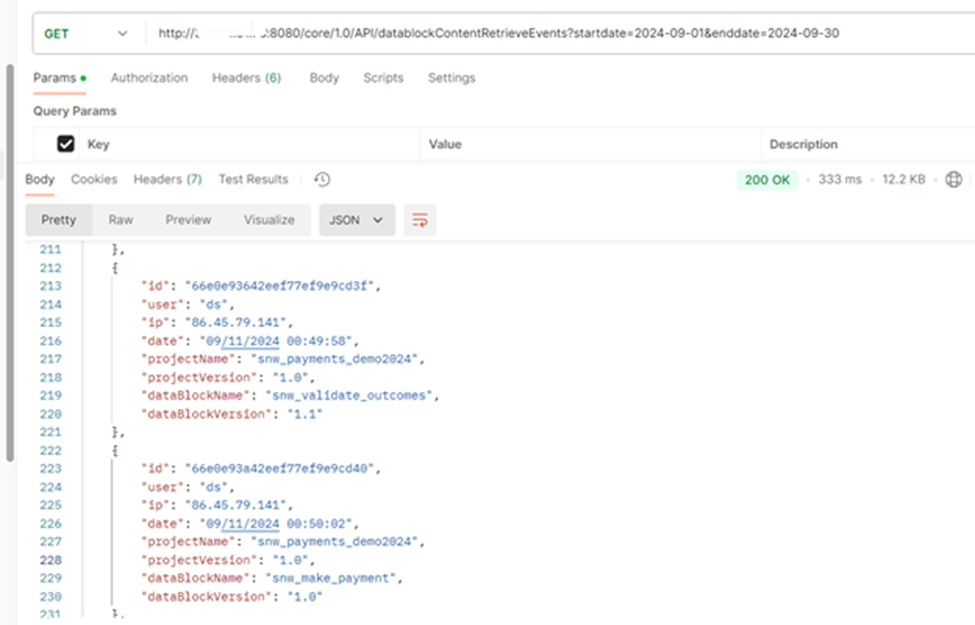 GET http:// :8080/core/1.0/API/datablockContentRetrieveEvents?startdate=2024-09-01&enddate=2024-09-30
Params Authorization Headers (6) Body Scripts Settings
Query Params
Key Value Description
Body Cookies Headers (7) Test Results 200 OK 333 ms 12.2 KB
Pretty Raw Preview Visualize JSON
211 },
212 {
213 "id": "66e0e93642eef77ef9e9cd3f",
214 "user": "ds",
215 "ip": "86.45.79.141",
216 "date": "09/11/2024 00:49:58",
217 "projectName": "snw_payments_demo2024",
218 "projectVersion": "1.0",
219 "dataBlockName": "snw_validate_outcomes",
220 "dataBlockVersion": "1.1"
221 },
222 {
223 "id": "66e0e93a42eef77ef9e9cd40",
224 "user": "ds",
225 "ip": "86.45.79.141",
226 "date": "09/11/2024 00:50:02",
227 "projectName": "snw_payments_demo2024",
228 "projectVersion": "1.0",
229 "dataBlockName": "snw_make_payment",
230 "dataBlockVersion": "1.0"
231 },